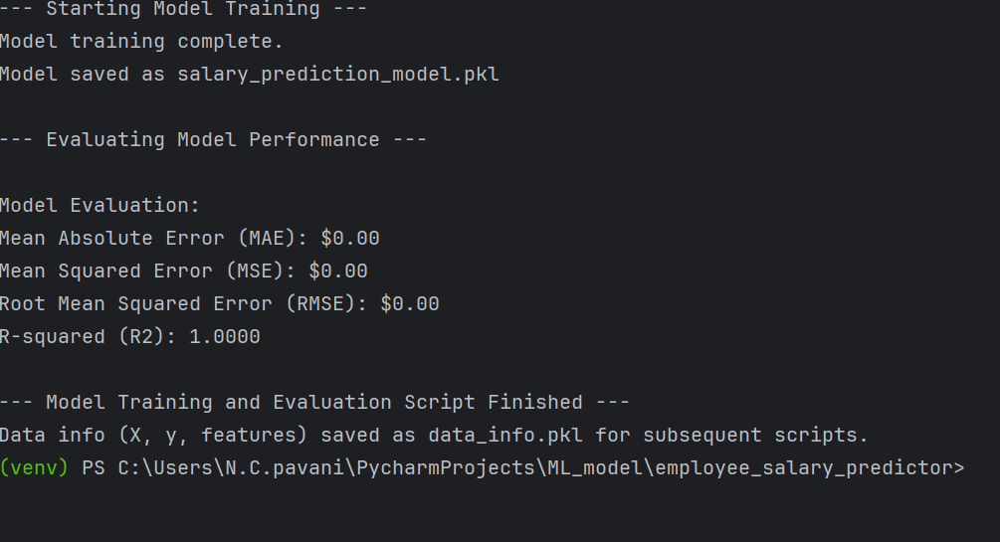 --- Starting Model Training ---
Model training complete.
Model saved as salary_prediction_model.pkl
--- Evaluating Model Performance ---
Model Evaluation:
Mean Absolute Error (MAE): $0.00
Mean Squared Error (MSE): $0.00
Root Mean Squared Error (RMSE): $0.00
R-squared (R2): 1.0000
--- Model Training and Evaluation Script Finished ---
Data info (X, y, features) saved as data_info.pkl for subsequent scripts.
(venv) PS C:\Users\N.C.pavani\PycharmProjects\ML_model\employee_salary_predictor>